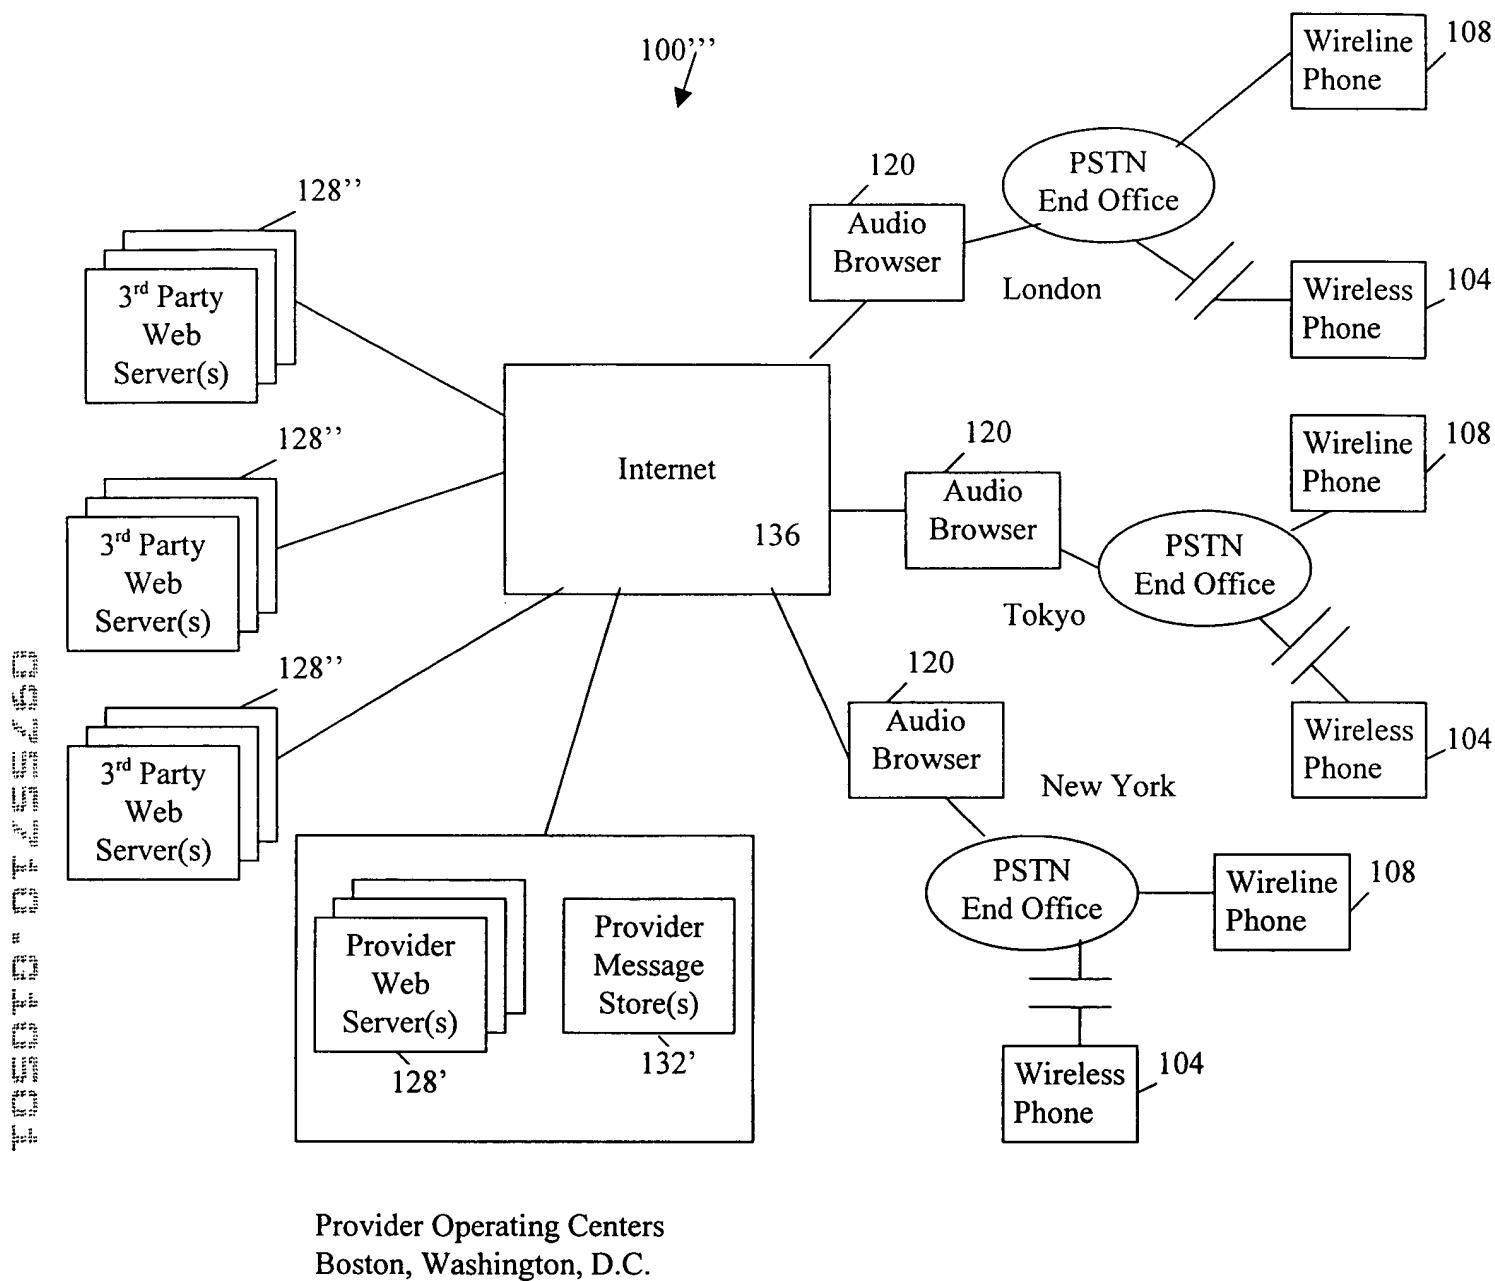 100'''
Wireline
Phone
108
PSTN
End Office
120
Audio
Browser
London
Wireless
Phone
104
128''
3rd Party
Web
Server(s)
128''
3rd Party
Web
Server(s)
128''
3rd Party
Web
Server(s)
Internet
136
120
Audio
Browser
Tokyo
PSTN
End Office
Wireline
Phone
108
Wireless
Phone
104
120
Audio
Browser
New York
PSTN
End Office
Wireline
Phone
108
Wireless
Phone
104
Provider
Web
Server(s)
128'
Provider
Message
Store(s)
132'
Provider Operating Centers
Boston, Washington, D.C.